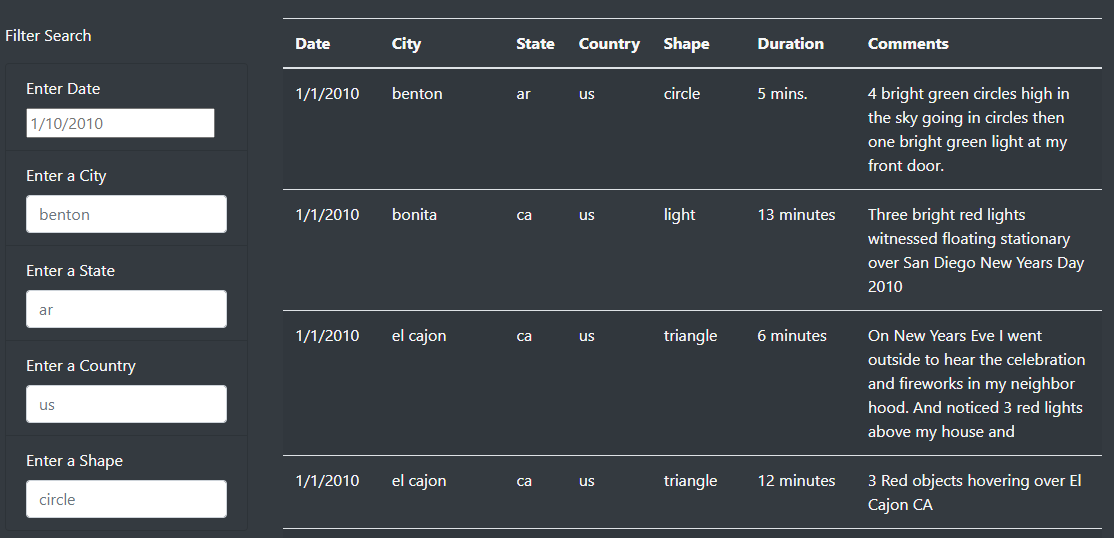 Filter Search
Enter Date
1/10/2010
Enter a City
benton
Enter a State
ar
Enter a Country
us
Enter a Shape
circle
Date City State Country Shape Duration Comments
1/1/2010 benton ar us circle 5 mins. 4 bright green circles high in
the sky going in circles then
one bright green light at my
front door.
1/1/2010 bonita ca us light 13 minutes Three bright red lights
witnessed floating stationary
over San Diego New Years Day
2010
1/1/2010 el cajon ca us triangle 6 minutes On New Years Eve I went
outside to hear the celebration
and fireworks in my neighbor
hood. And noticed 3 red lights
above my house and
1/1/2010 el cajon ca us triangle 12 minutes 3 Red objects hovering over El
Cajon CA